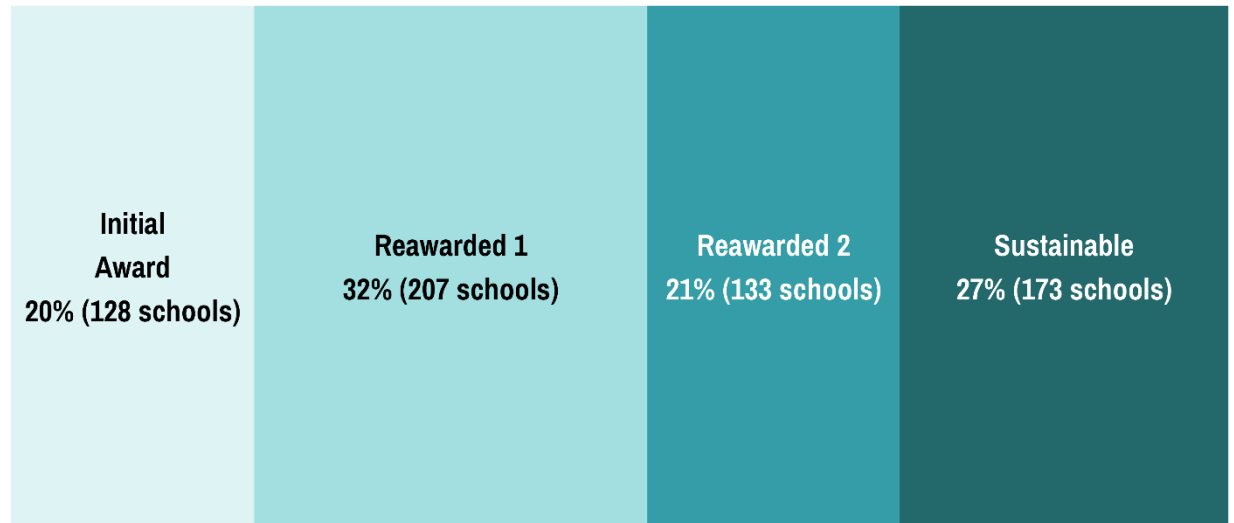 Initial
Award
20% (128 schools)
Reawarded 1
32% (207 schools)
Reawarded 2
21% (133 schools)
Sustainable
27% (173 schools)